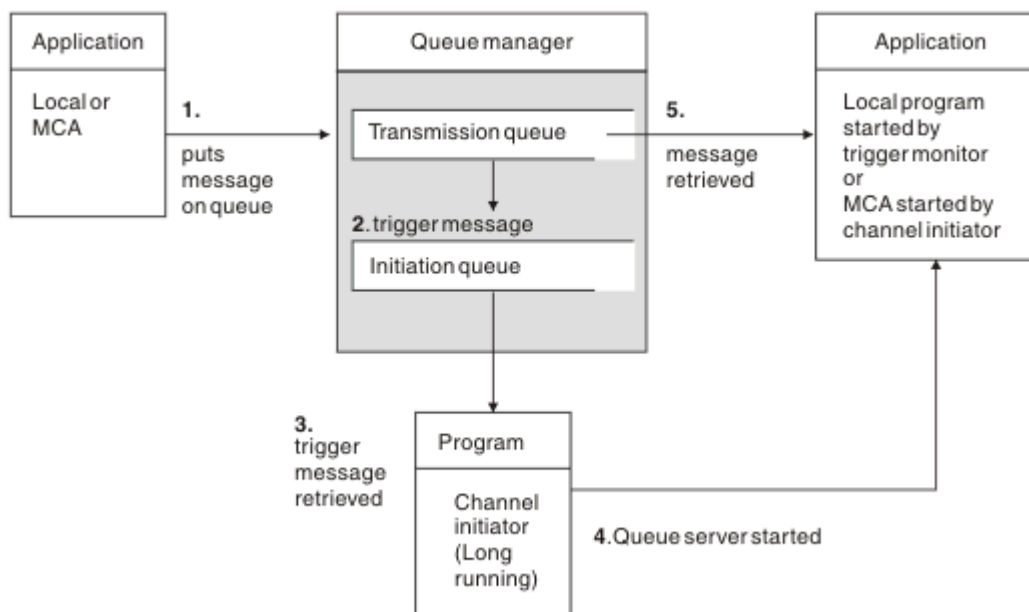 Application
Local or
MCA
1.
puts
message
on queue
Queue manager
Transmission queue
2. trigger message
Initiation queue
5.
message
retrieved
Application
Local program
started by
trigger monitor
or
MCA started by
channel initiator
3.
trigger
message
retrieved
Program
Channel
initiator
(Long
running)
4.Queue server started